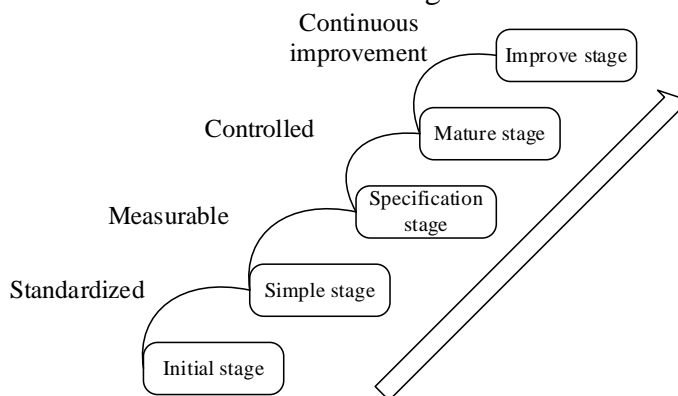 Continuous
improvement
Improve stage
Controlled
Mature stage
Measurable
Specification
stage
Standardized
Simple stage
Initial stage